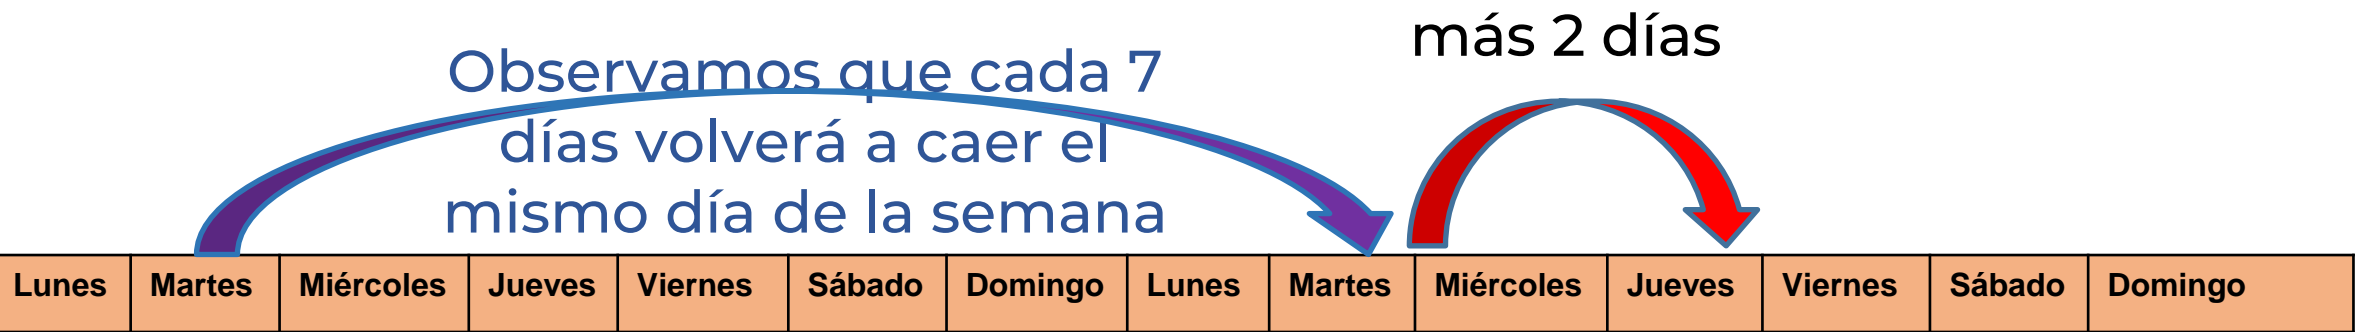 más 2 días
Observamos que cada 7
días volverá a caer el
mismo día de la semana
Lunes Martes Miércoles Jueves Viernes Sábado Domingo Lunes Martes Miércoles Jueves Viernes Sábado Domingo